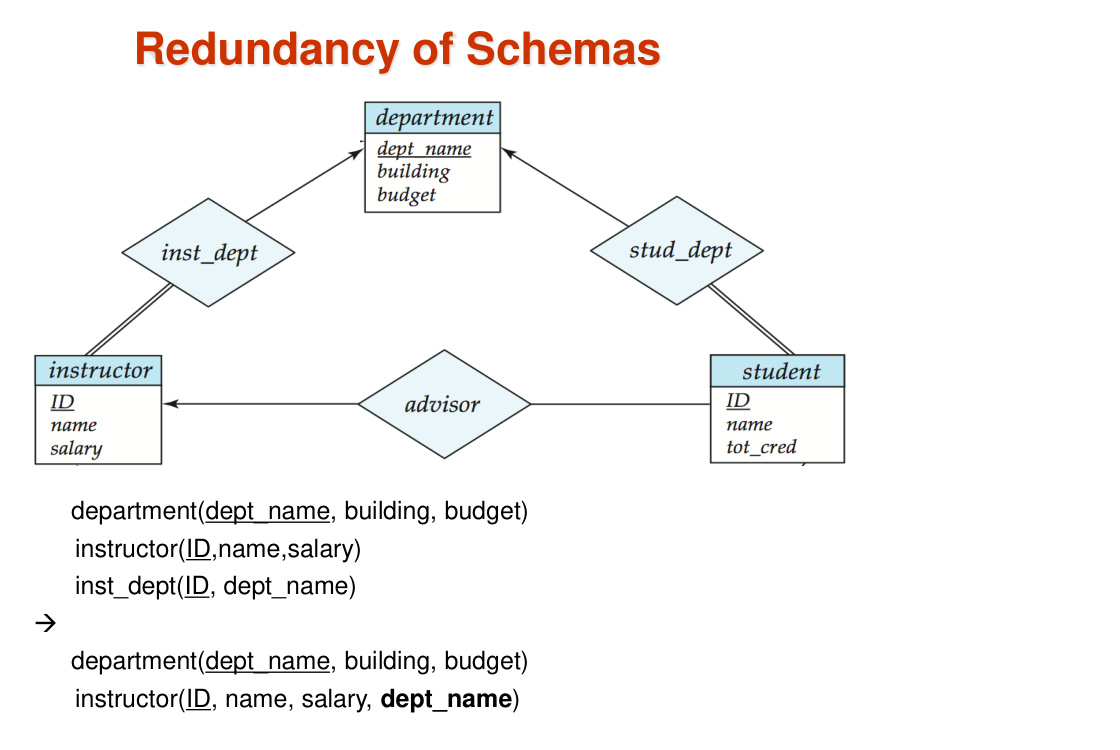 Redundancy of Schemas
department
dept_name
building
budget
inst_dept
stud_dept
instructor
ID
name
salary
advisor
student
ID
name
tot_cred
department(dept_name, building, budget)
instructor(ID,name,salary)
inst_dept(ID, dept_name)
→
department(dept_name, building, budget)
instructor(ID, name, salary, dept_name)